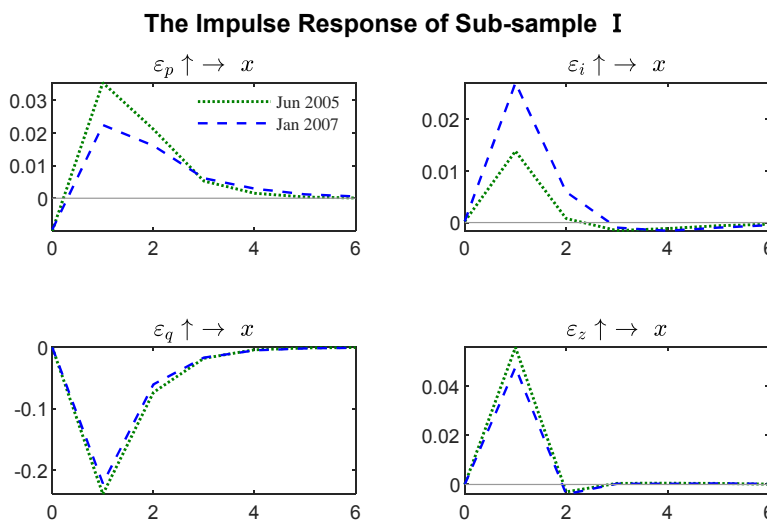 The Impulse Response of Sub-sample Ⅰ
εp ↑ → x
0.03
0.02
0.01
0
0 2 4 6
Jun 2005
Jan 2007
εi ↑ → x
0.02
0.01
0
0 2 4 6
εq ↑ → x
0
-0.1
-0.2
0 2 4 6
εz ↑ → x
0.04
0.02
0
0 2 4 6